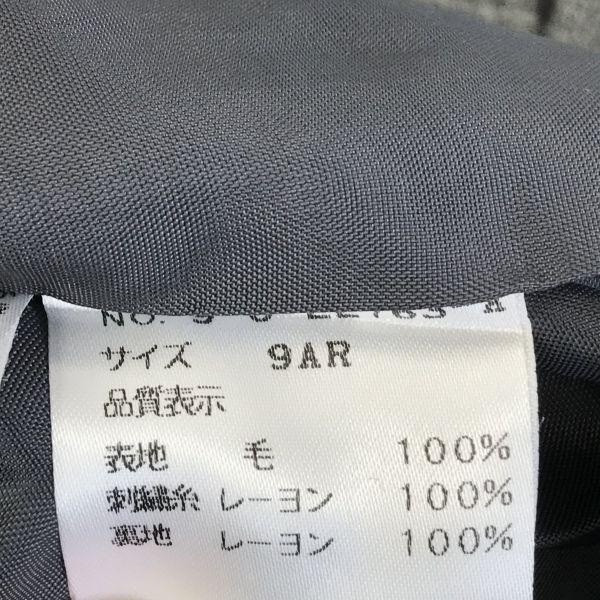 No.
サイズ 9AR
品質表示
表地 毛 100%
刺繍糸 レーヨン 100%
裏地 レーヨン 100%